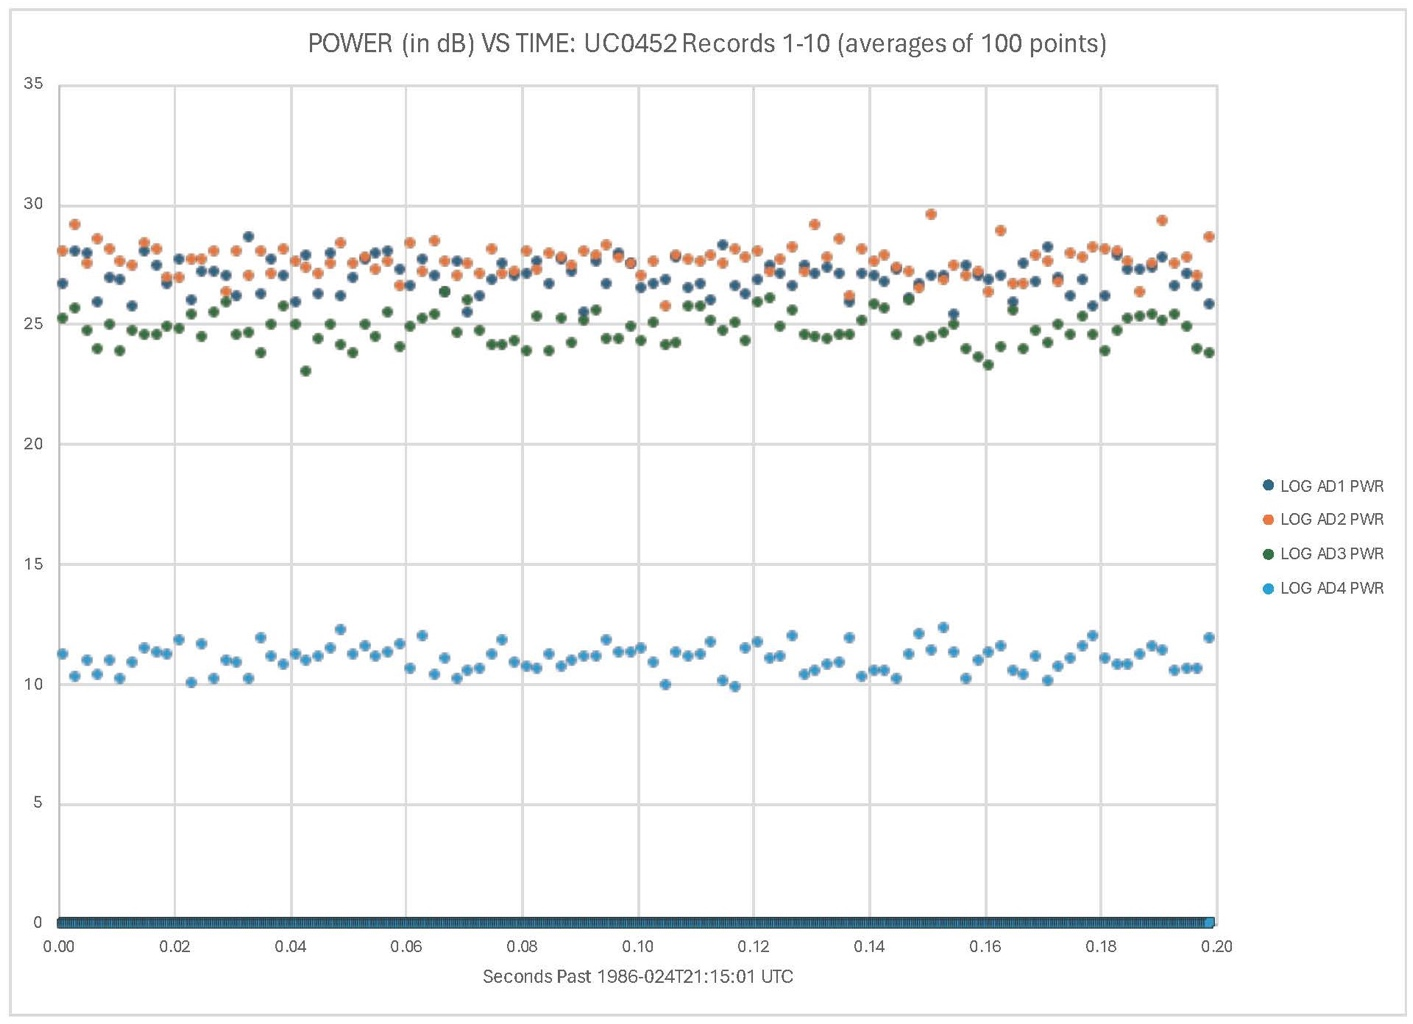 POWER (in dB) VS TIME: UC0452 Records 1-10 (averages of 100 points)
35
30
25
20
15
10
5
0
0.00 0.02 0.04 0.06 0.08 0.10 0.12 0.14 0.16 0.18 0.20
Seconds Past 1986-024T21:15:01 UTC
LOG AD1 PWR
LOG AD2 PWR
LOG AD3 PWR
LOG AD4 PWR